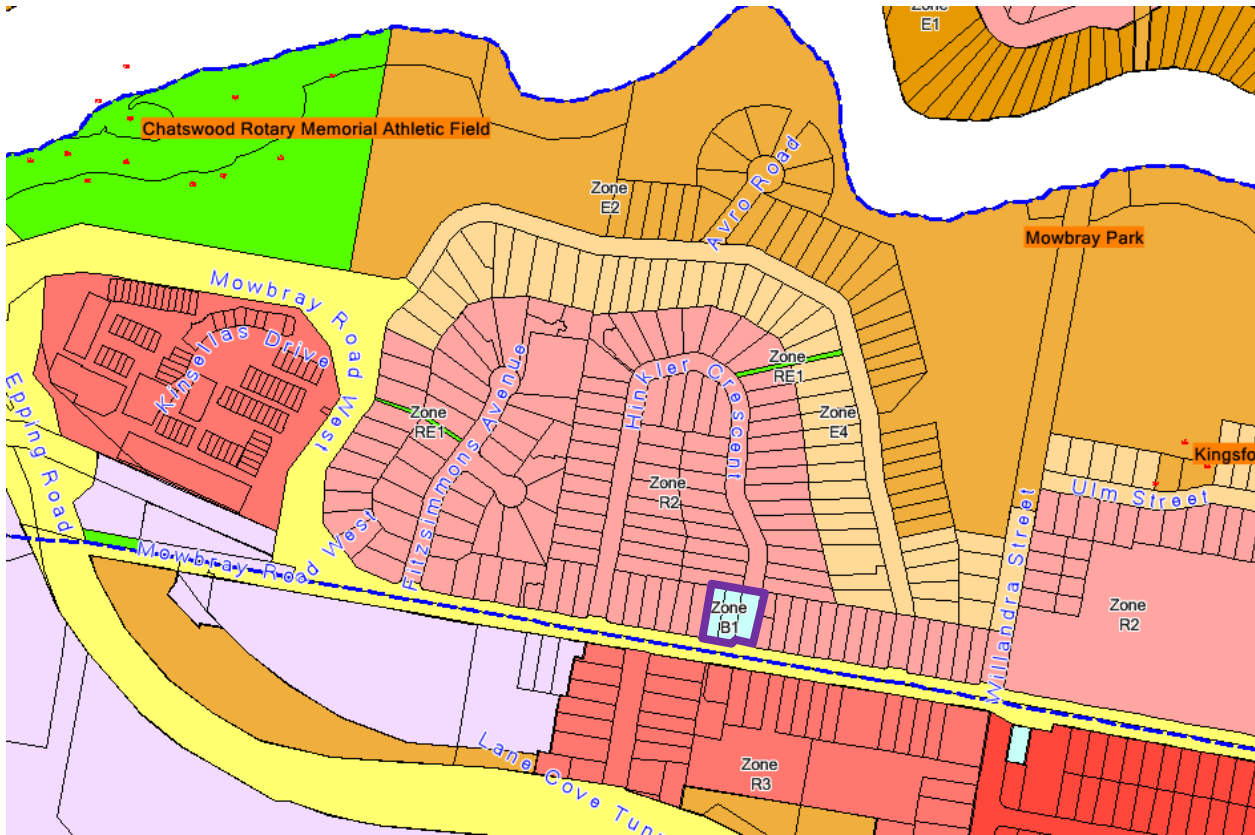 Zone
E1
Chatswood Rotary Memorial Athletic Field
Avro Road
Zone
E2
Mowbray Park
Mowbray Road West
Kinsellas Drive
Zone
RE1
Hinkler Crescent
Fitzsimmons Avenue
Epping Road
Zone
RE1
Zone
E4
Kingsfo
Zone
R2
Ulm Street
Willandra Street
Mowbray Road West
Zone
B1
Zone
R2
Lane Cove Tunn
Zone
R3